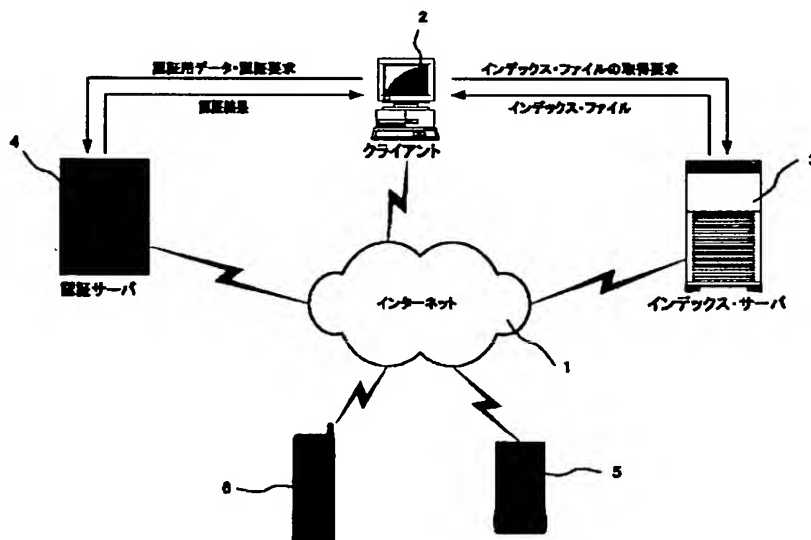 2
認証用データ・認証要求
インデックス・ファイルの取得要求
認証結果
インデックス・ファイル
クライアント
4
3
認証サーバ
インターネット
インデックス・サーバ
1
6
5